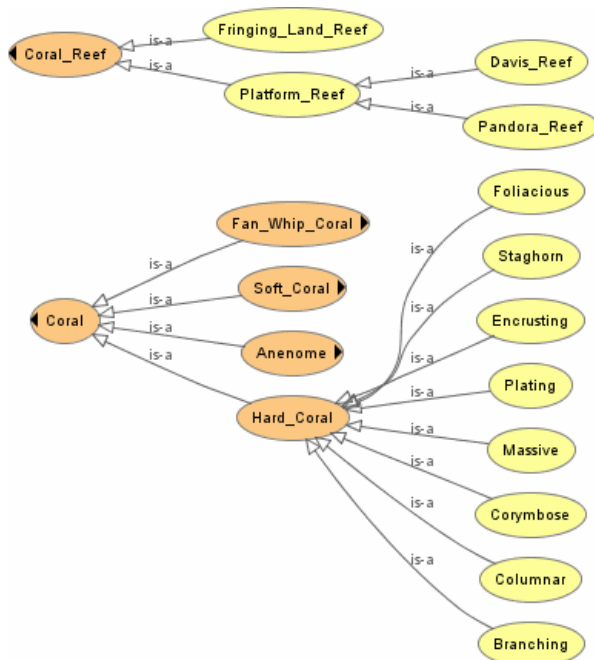 Fringing_Land_Reef
is-a
Coral_Reef
is-a
Davis_Reef
is-a
Platform_Reef
is-a
Pandora_Reef
Foliacious
Fan_Whip_Coral
is-a
is-a
Staghorn
is-a
Soft_Coral
is-a
is-a
Encrusting
Coral
is-a
Anenome
is-a
is-a
Plating
is-a
Hard_Coral
is-a
Massive
is-a
Corymbose
is-a
Columnar
is-a
Branching